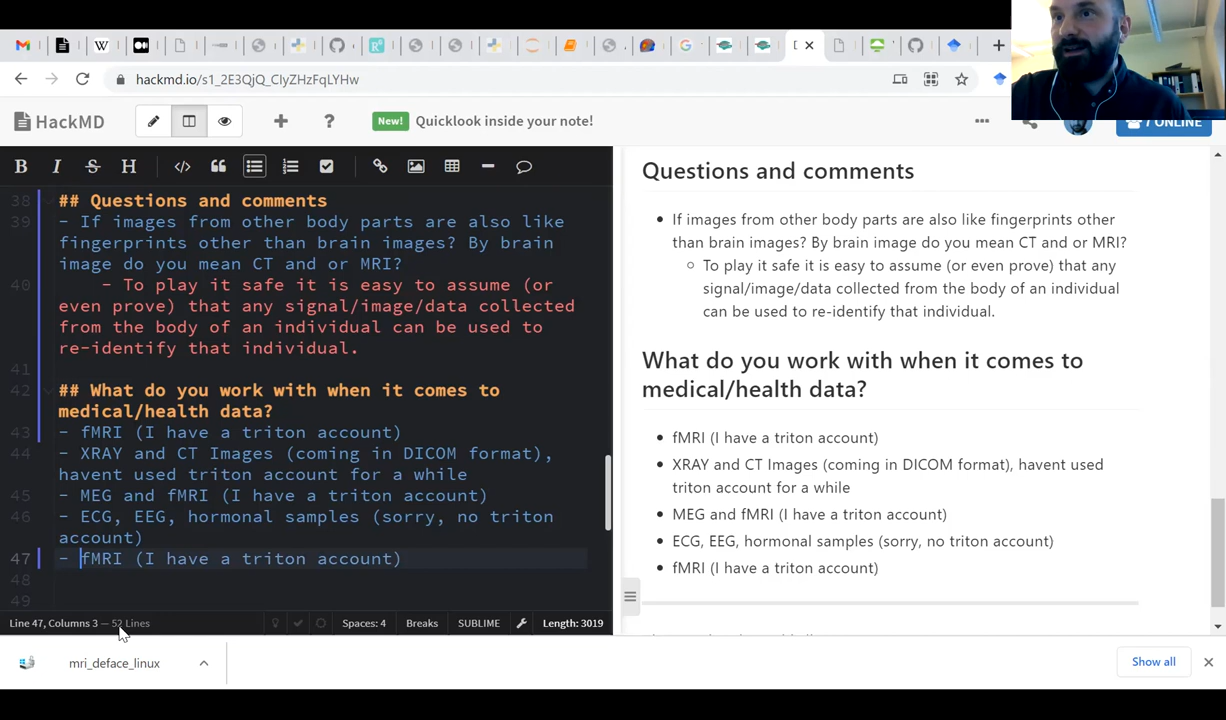 hackmd.io/s1_2E3QjQ_CIyZHzFqLYHw
HackMD
New!
Quicklook inside your note!
ONLINE
B I S H
38 ## Questions and comments
39 - If images from other body parts are also like
fingerprints other than brain images? By brain
image do you mean CT and or MRI?
40 - To play it safe it is easy to assume (or
even prove) that any signal/image/data collected
from the body of an individual can be used to
re-identify that individual.
41
42 ## What do you work with when it comes to
medical/health data?
43 - fMRI (I have a triton account)
44 - XRAY and CT Images (coming in DICOM format),
havent used triton account for a while
45 - MEG and fMRI (I have a triton account)
46 - ECG, EEG, hormonal samples (sorry, no triton
account)
47 - fMRI (I have a triton account)
48
49
Line 47, Columns 3 — 52 Lines
Spaces: 4
Breaks
SUBLIME
Length: 3019
Questions and comments
• If images from other body parts are also like fingerprints other
than brain images? By brain image do you mean CT and or MRI?
To play it safe it is easy to assume (or even prove) that any
signal/image/data collected from the body of an individual
can be used to re-identify that individual.
What do you work with when it comes to
medical/health data?
• fMRI (I have a triton account)
• XRAY and CT Images (coming in DICOM format), havent used
triton account for a while
• MEG and fMRI (I have a triton account)
• ECG, EEG, hormonal samples (sorry, no triton account)
• fMRI (I have a triton account)
mri_deface_linux
Show all